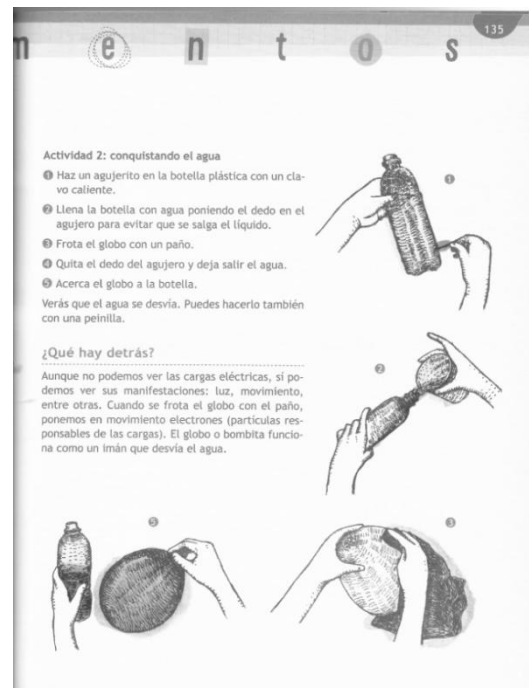 135
m e n t o s
Actividad 2: conquistando el agua
❶ Haz un agujerito en la botella plástica con un cla-
vo caliente.
❷ Llena la botella con agua poniendo el dedo en el
agujero para evitar que se salga el líquido.
❸ Frota el globo con un paño.
❹ Quita el dedo del agujero y deja salir el agua.
❺ Acerca el globo a la botella.
Verás que el agua se desvía. Puedes hacerlo también
con una peinilla.
¿Qué hay detrás?
Aunque no podemos ver las cargas eléctricas, sí po-
demos ver sus manifestaciones: luz, movimiento,
entre otras. Cuando se frota el globo con el paño,
ponemos en movimiento electrones (partículas res-
ponsables de las cargas). El globo o bombita funcio-
na como un imán que desvía el agua.
❶
❷
❺
❸